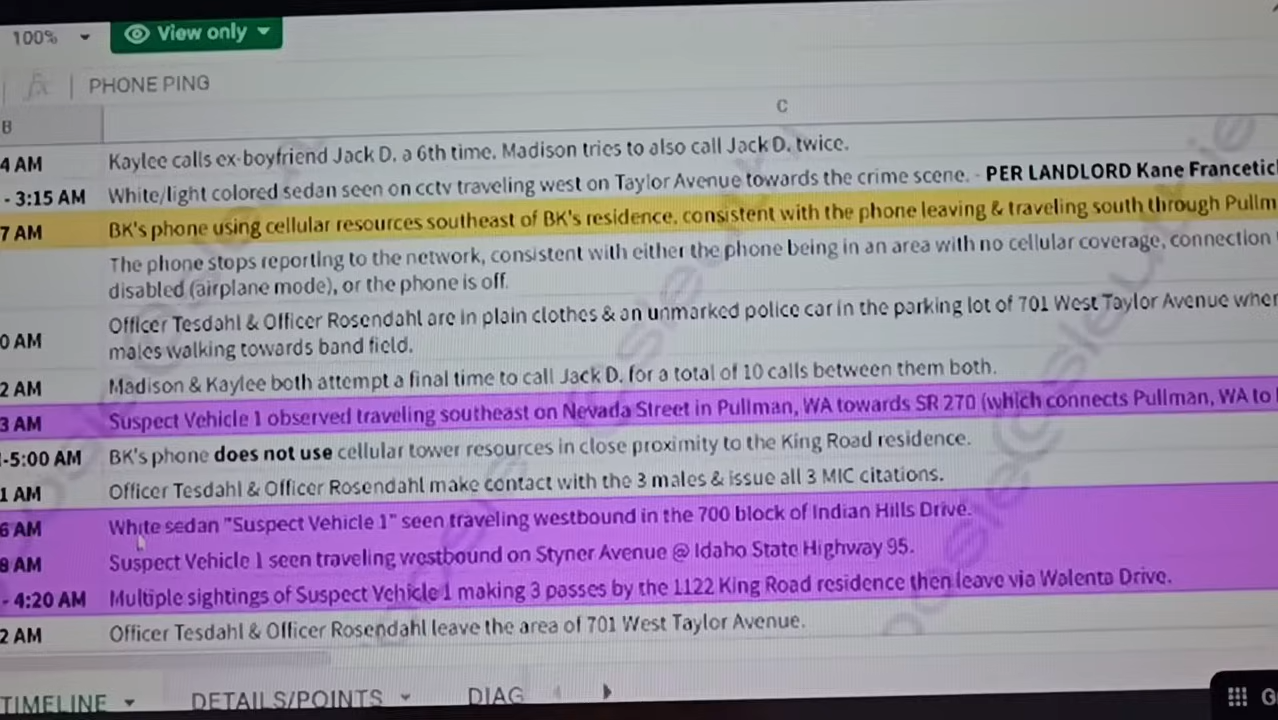 100%
View only
fx | PHONE PING
B
C
4 AM Kaylee calls ex-boyfriend Jack D. a 6th time. Madison tries to also call Jack D. twice.
- 3:15 AM White/light colored sedan seen on cctv traveling west on Taylor Avenue towards the crime scene. - PER LANDLORD Kane Francetic
7 AM BK's phone using cellular resources southeast of BK's residence, consistent with the phone leaving & traveling south through Pullm
The phone stops reporting to the network, consistent with either the phone being in an area with no cellular coverage, connection
disabled (airplane mode), or the phone is off.
0 AM Officer Tesdahl & Officer Rosendahl are in plain clothes & an unmarked police car in the parking lot of 701 West Taylor Avenue wher
males walking towards band field.
2 AM Madison & Kaylee both attempt a final time to call Jack D. for a total of 10 calls between them both.
3 AM Suspect Vehicle 1 observed traveling southeast on Nevada Street in Pullman, WA towards SR 270 (which connects Pullman, WA to
-5:00 AM BK's phone does not use cellular tower resources in close proximity to the King Road residence.
1 AM Officer Tesdahl & Officer Rosendahl make contact with the 3 males & issue all 3 MIC citations.
6 AM White sedan "Suspect Vehicle 1" seen traveling westbound in the 700 block of Indian Hills Drive.
8 AM Suspect Vehicle 1 seen traveling westbound on Styner Avenue @ Idaho State Highway 95.
- 4:20 AM Multiple sightings of Suspect Vehicle 1 making 3 passes by the 1122 King Road residence then leave via Walenta Drive.
2 AM Officer Tesdahl & Officer Rosendahl leave the area of 701 West Taylor Avenue.
TIMELINE DETAILS/POINTS DIAG
G